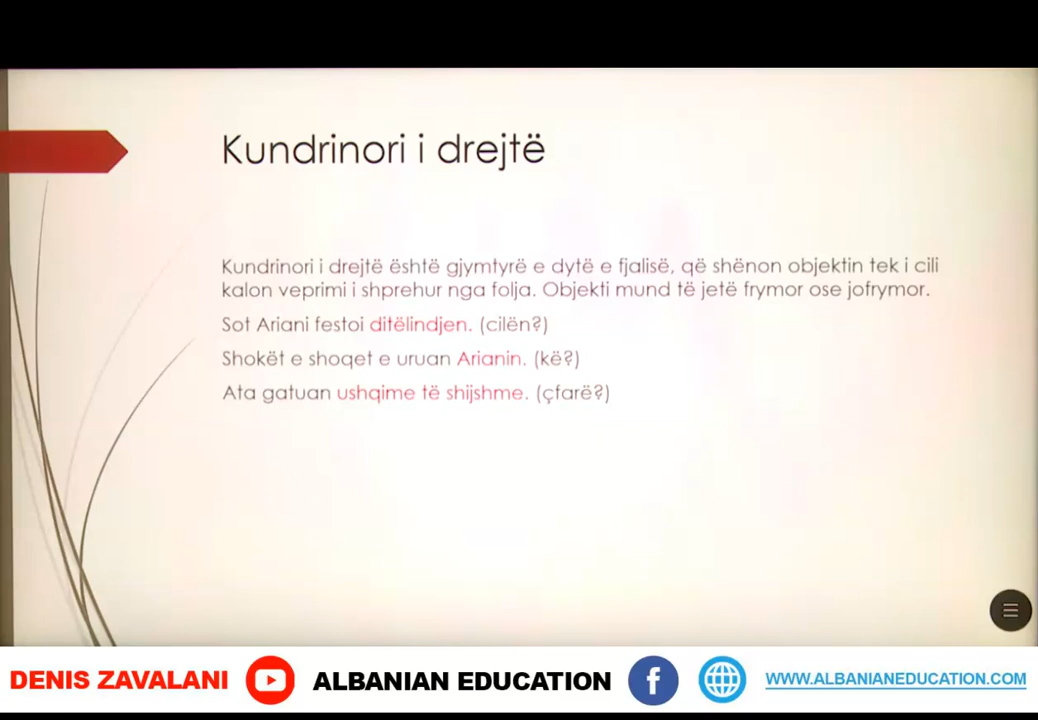 Kundrinori i drejtë
Kundrinori i drejtë është gjymtyrë e dytë e fjalisë, që shënon objektin tek i cili
kalon veprimi i shprehur nga folja. Objekti mund të jetë frymor ose jofrymor.
Sot Ariani festoi ditëlindjen. (cilën?)
Shokët e shoqet e uruan Arianin. (kë?)
Ata gatuan ushqime të shijshme. (çfarë?)
DENIS ZAVALANI ALBANIAN EDUCATION WWW.ALBANIANEDUCATION.COM